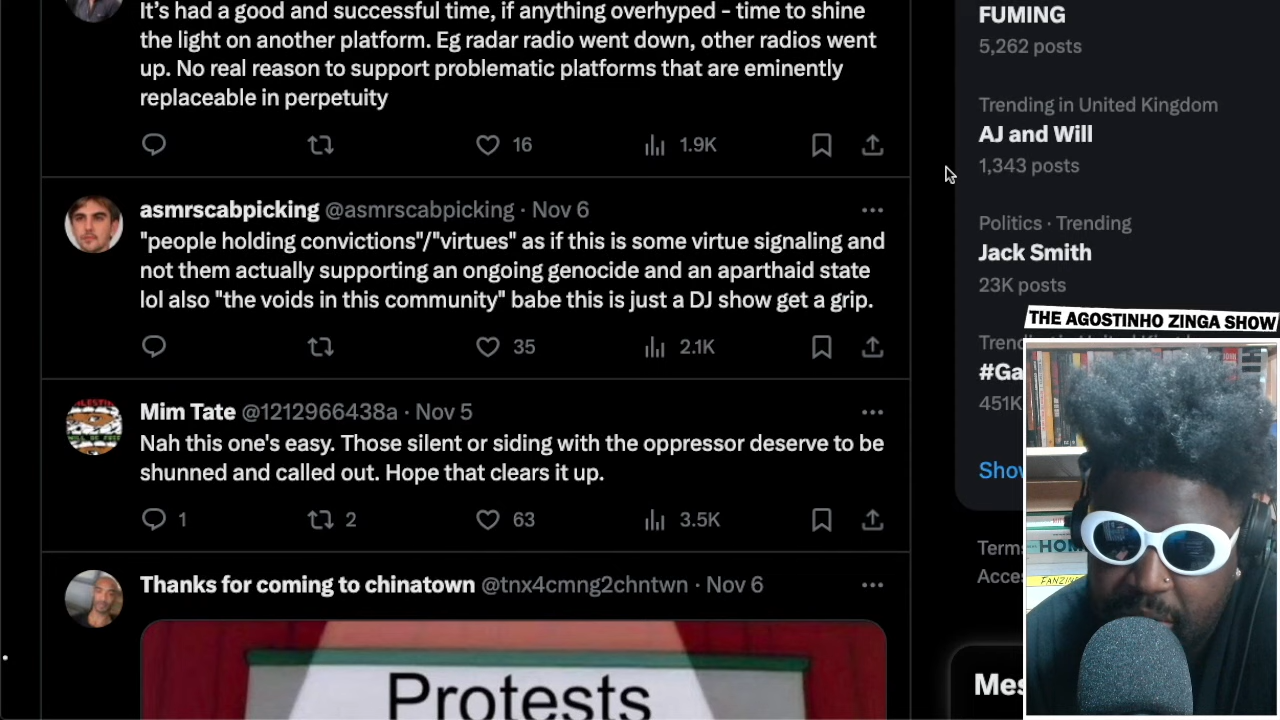 It's had a good and successful time, if anything overhyped - time to shine
the light on another platform. Eg radar radio went down, other radios went
up. No real reason to support problematic platforms that are eminently
replaceable in perpetuity
16
1.9K
asmrscabpicking @asmrscabpicking · Nov 6
"people holding convictions"/"virtues" as if this is some virtue signaling and
not them actually supporting an ongoing genocide and an aparthaid state
lol also "the voids in this community" babe this is just a DJ show get a grip.
35
2.1K
Mim Tate @1212966438a · Nov 5
Nah this one's easy. Those silent or siding with the oppressor deserve to be
shunned and called out. Hope that clears it up.
1
2
63
3.5K
Thanks for coming to chinatown @tnx4cmng2chntwn · Nov 6
Protests
FUMING
5,262 posts
Trending in United Kingdom
AJ and Will
1,343 posts
Politics · Trending
Jack Smith
23K posts
#Ga
451K
Show
Terms
Acce
Mes
THE AGOSTINHO ZINGA SHOW
FANZINE